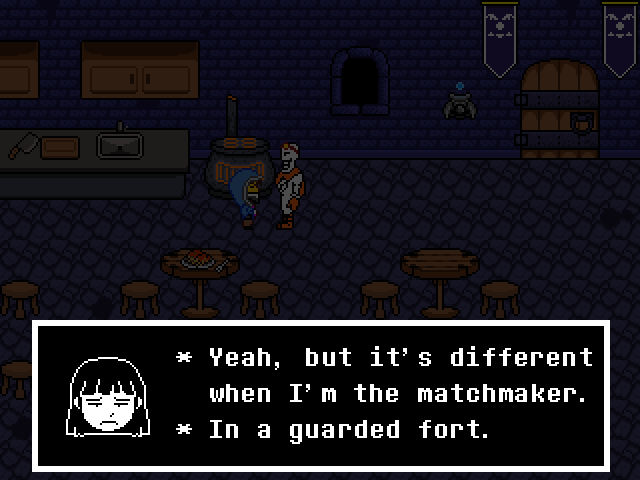 * Yeah, but it's different
when I'm the matchmaker.
* In a guarded fort.